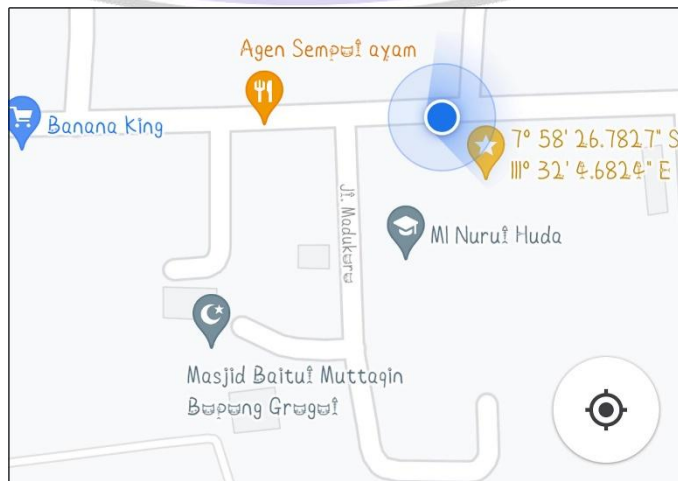 Agen Sempol ayam
Banana King
7° 58' 26.7827" S
111° 32' 4.6824" E
Jl. Madukoro
MI Nurul Huda
Masjid Baitul Muttaqin
Bopong Grogol